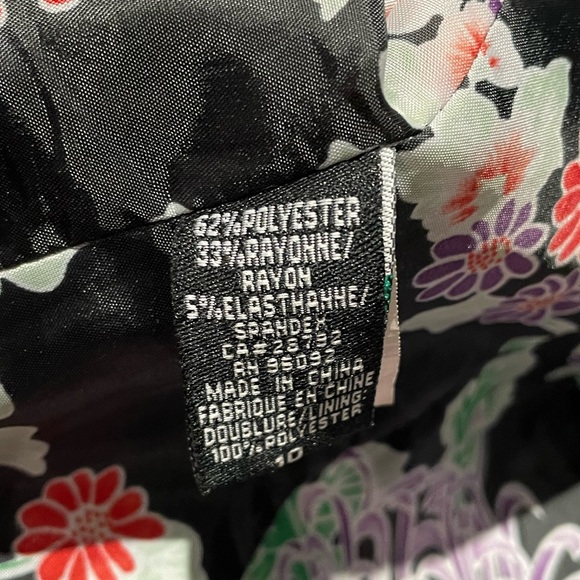 62%POLYESTER
33%RAYONNE/
RAYON
5%ELASTHANNE/
SPANDEX
CA#28792
RN 95092
MADE IN CHINA
FABRIQUE EN CHINE
DOUBLURE/LINING:
100%POLYESTER
10